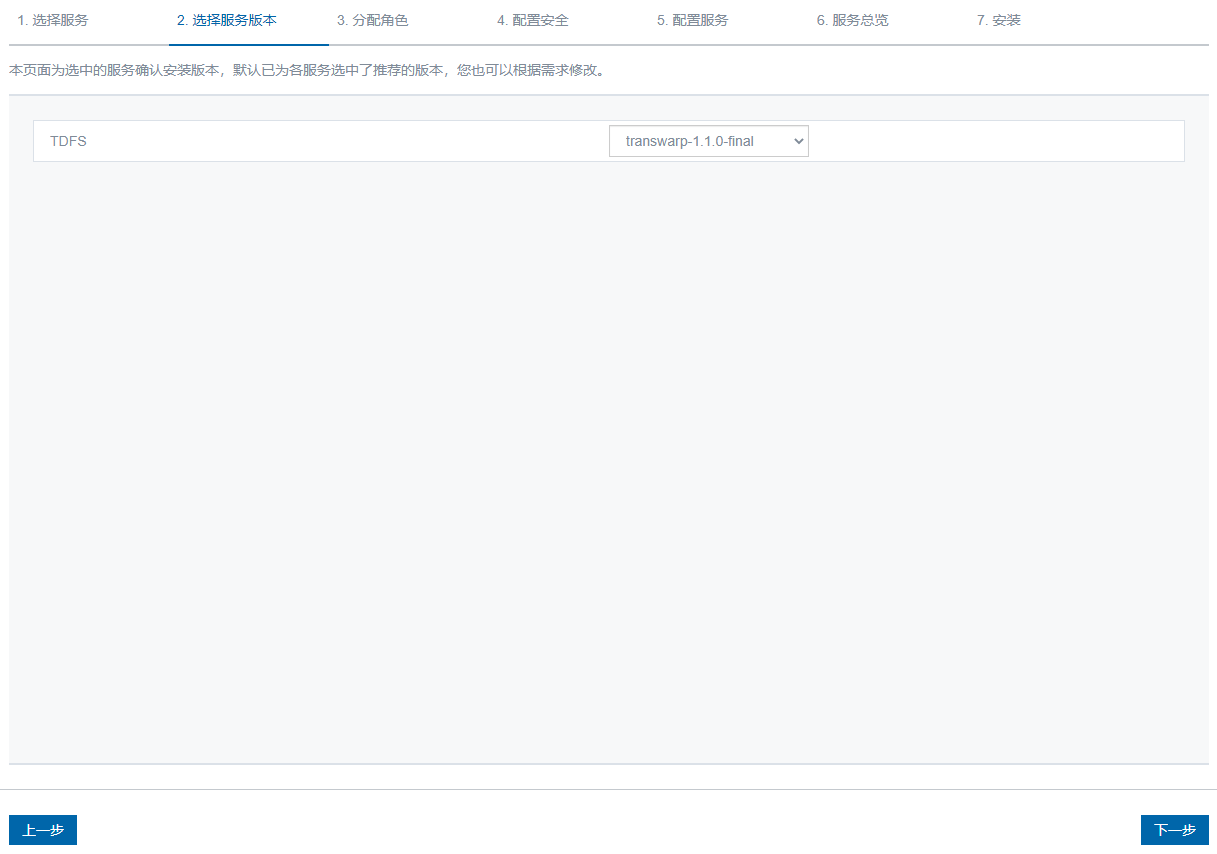 1. 选择服务 2. 选择服务版本 3. 分配角色 4. 配置安全 5. 配置服务 6. 服务总览 7. 安装
本页面为选中的服务确认安装版本，默认已为各服务选中了推荐的版本，您也可以根据需求修改。
TDFS transwarp-1.1.0-final
上一步 下一步